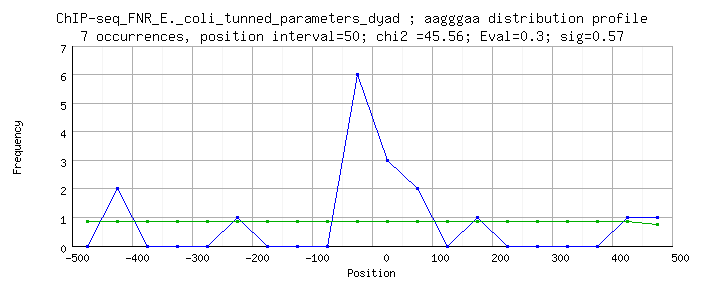 ChIP-seq_FNR_E._coli_tunned_parameters_dyad ; aagggaa distribution profile
7 occurrences, position interval=50; chi2 =45.56; Eval=0.3; sig=0.57
7
6
5
4
3
2
1
0
Frequency
-500 -400 -300 -200 -100 0 100 200 300 400 500
Position